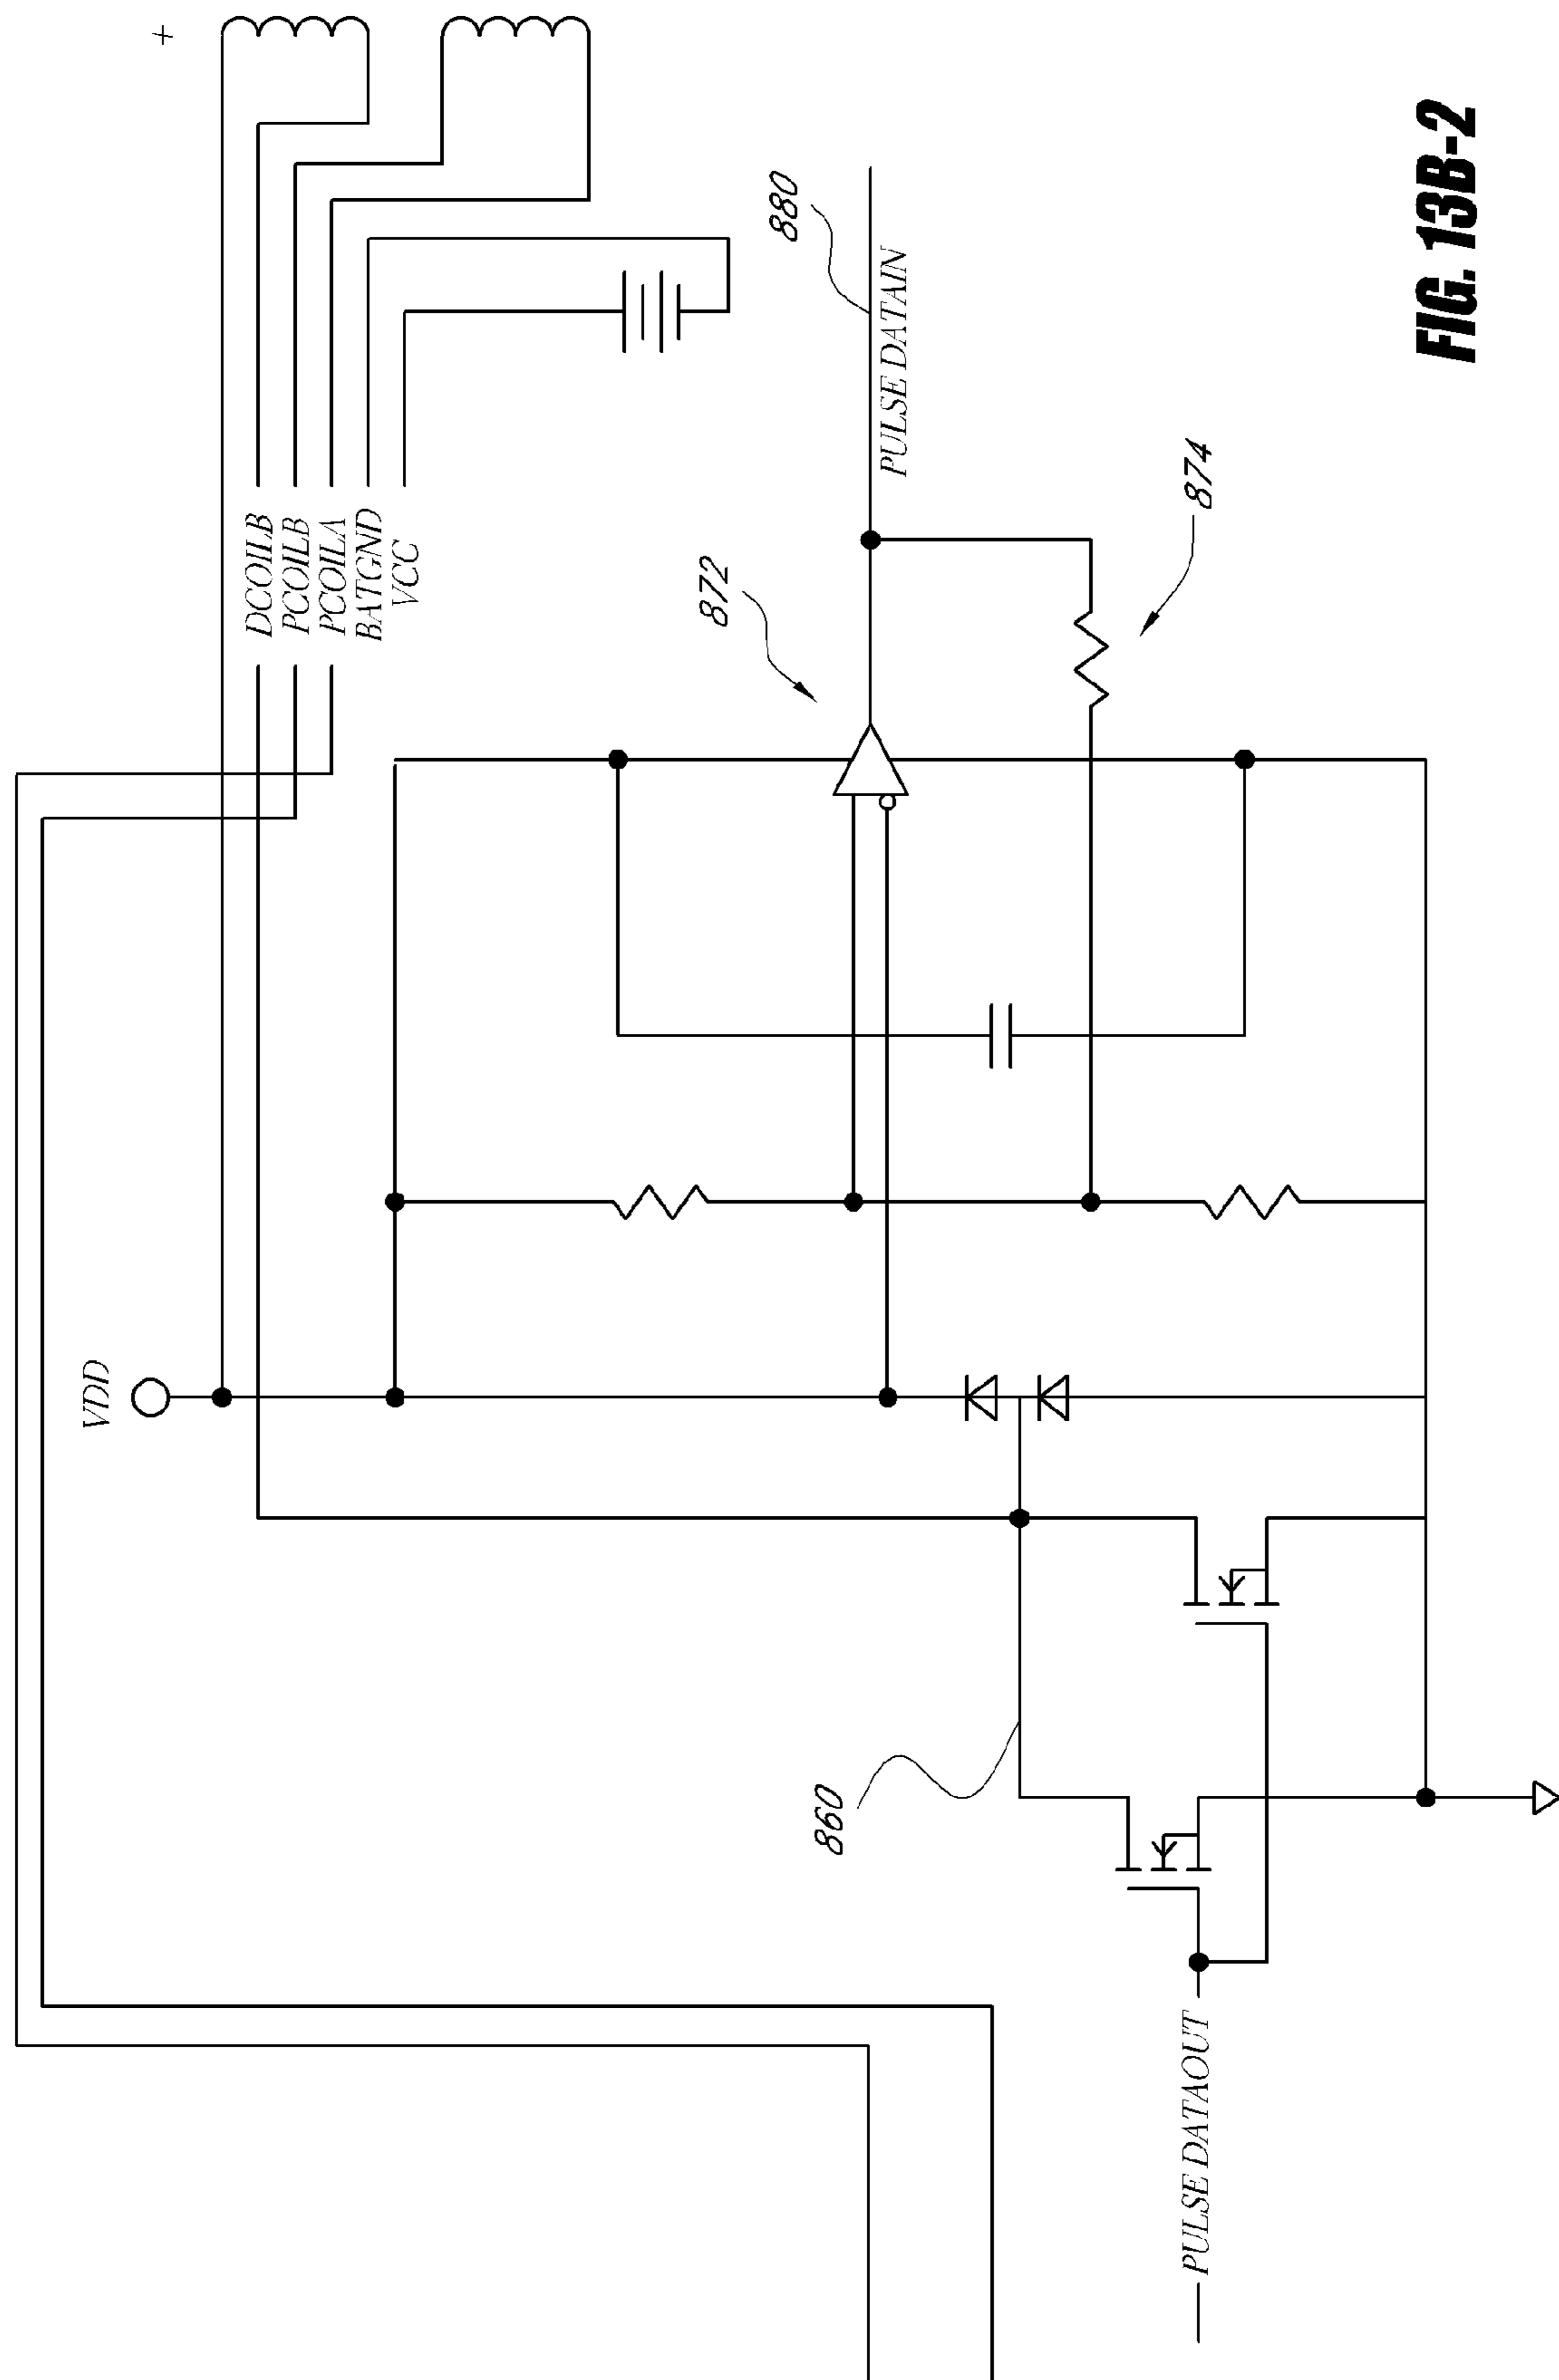 +
DCOILB
PCOILB
PCOILA
BATGND
VCC
VDD
880
PULSE DATAIN
872
874
860
PULSE DATAOUT
FIG. 13B-2